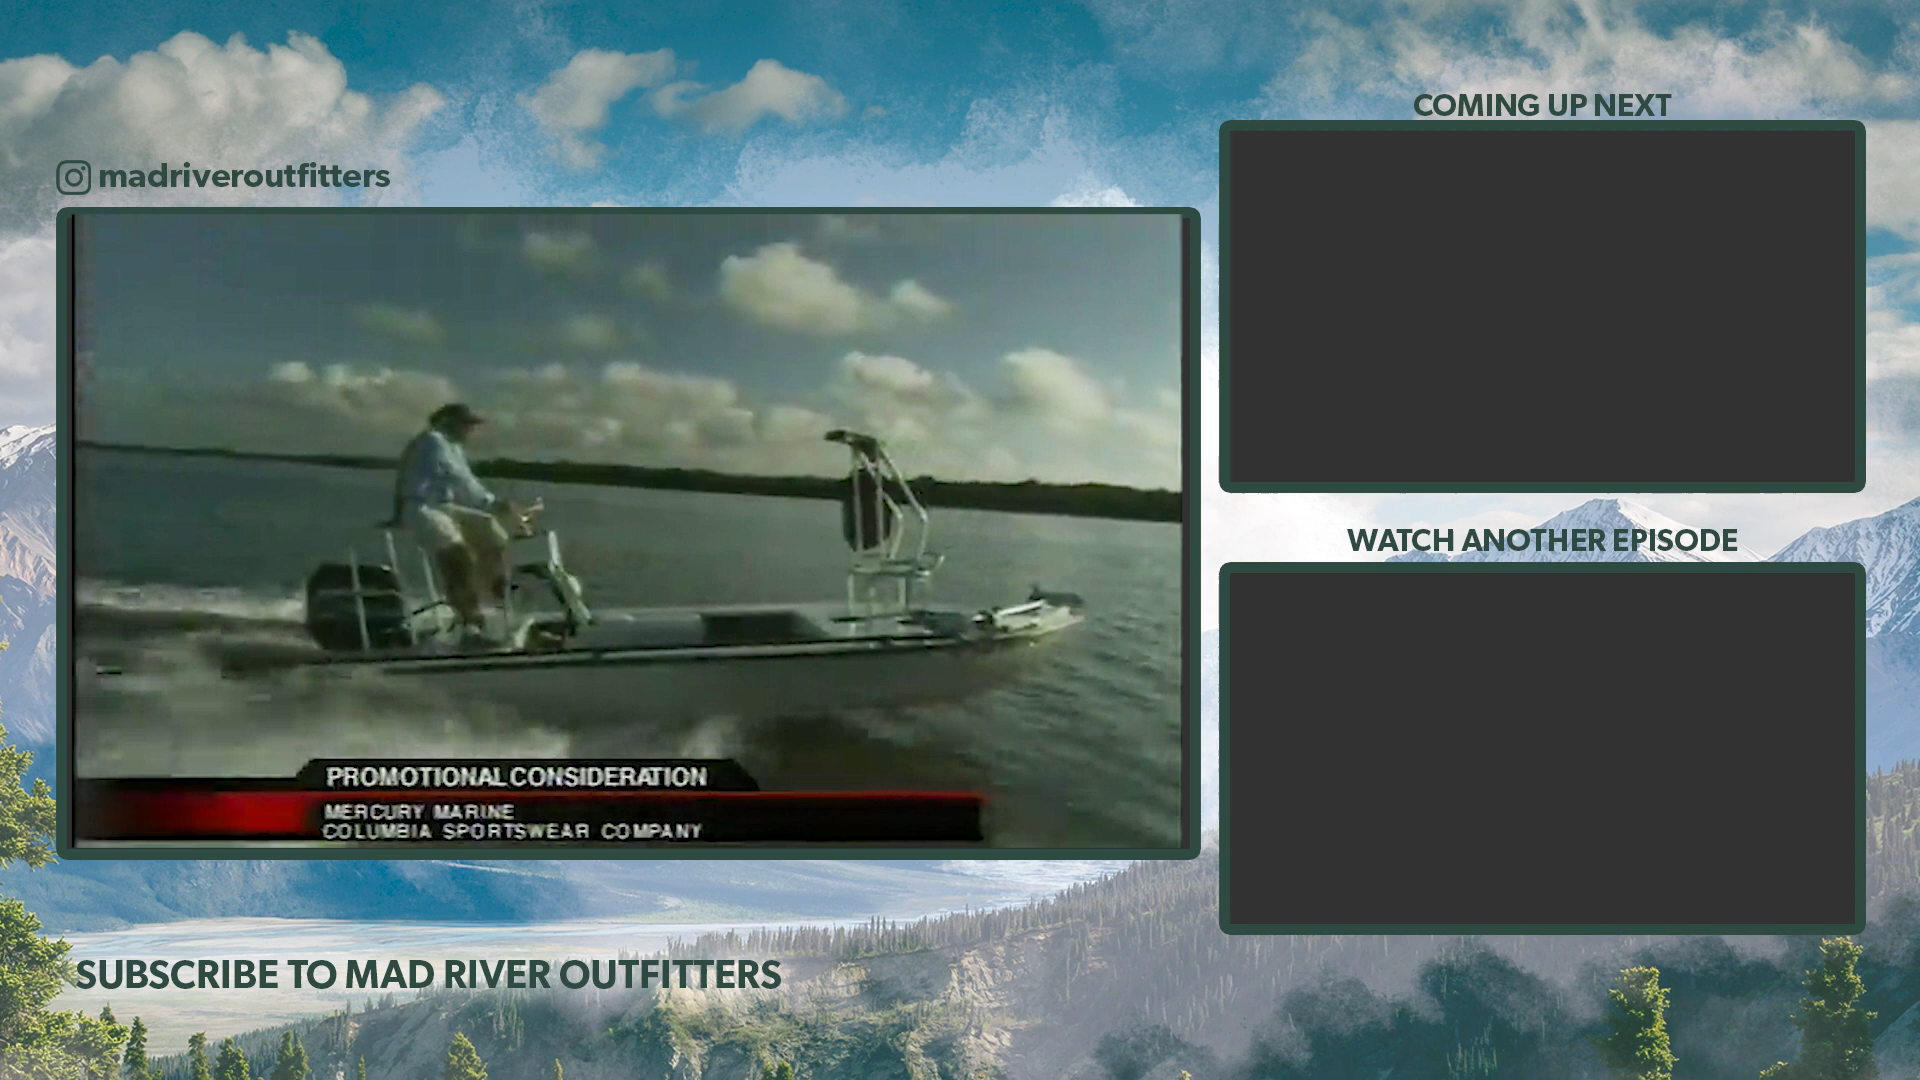 COMING UP NEXT
madriveroutfitters
WATCH ANOTHER EPISODE
PROMOTIONAL CONSIDERATION
MERCURY MARINE
COLUMBIA SPORTSWEAR COMPANY
SUBSCRIBE TO MAD RIVER OUTFITTERS